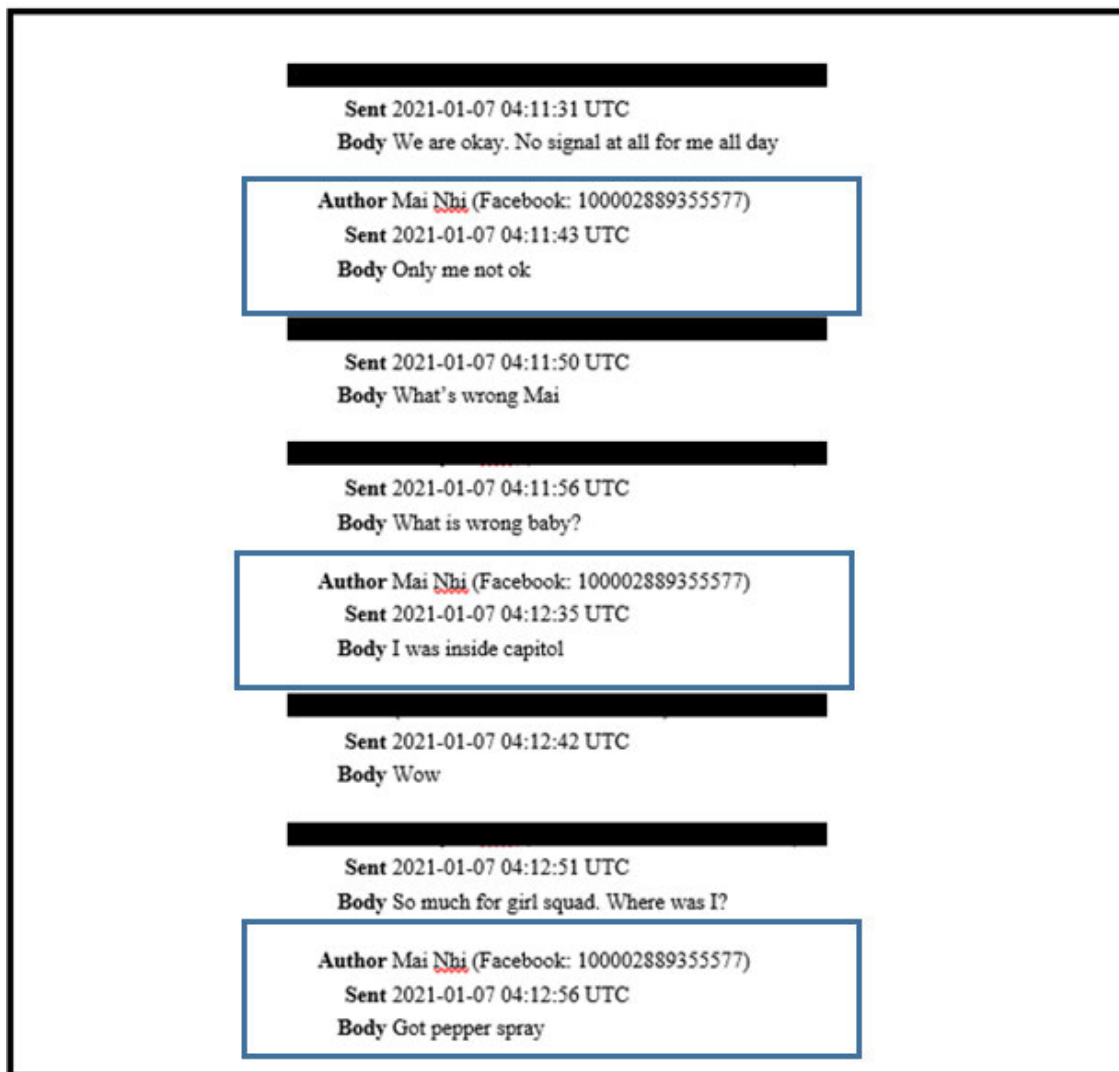 Sent 2021-01-07 04:11:31 UTC
Body We are okay. No signal at all for me all day
Author Mai Nhi (Facebook: 100002889355577)
Sent 2021-01-07 04:11:43 UTC
Body Only me not ok
Sent 2021-01-07 04:11:50 UTC
Body What's wrong Mai
Sent 2021-01-07 04:11:56 UTC
Body What is wrong baby?
Author Mai Nhi (Facebook: 100002889355577)
Sent 2021-01-07 04:12:35 UTC
Body I was inside capitol
Sent 2021-01-07 04:12:42 UTC
Body Wow
Sent 2021-01-07 04:12:51 UTC
Body So much for girl squad. Where was I?
Author Mai Nhi (Facebook: 100002889355577)
Sent 2021-01-07 04:12:56 UTC
Body Got pepper spray